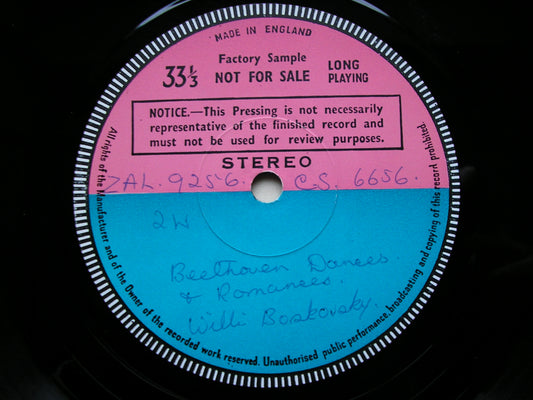 MADE IN ENGLAND
Factory Sample
33⅓ NOT FOR SALE LONG PLAYING
NOTICE.—This Pressing is not necessarily
representative of the finished record and
must not be used for review purposes.
STEREO
ZAL. 9256. C.S. 6656.
2W
Beethoven Dances
& Romances.
Willi Boskovsky.
All rights of the Manufacturer and of the Owner of the recorded work reserved. Unauthorised public performance, broadcasting and copying of this record prohibited.